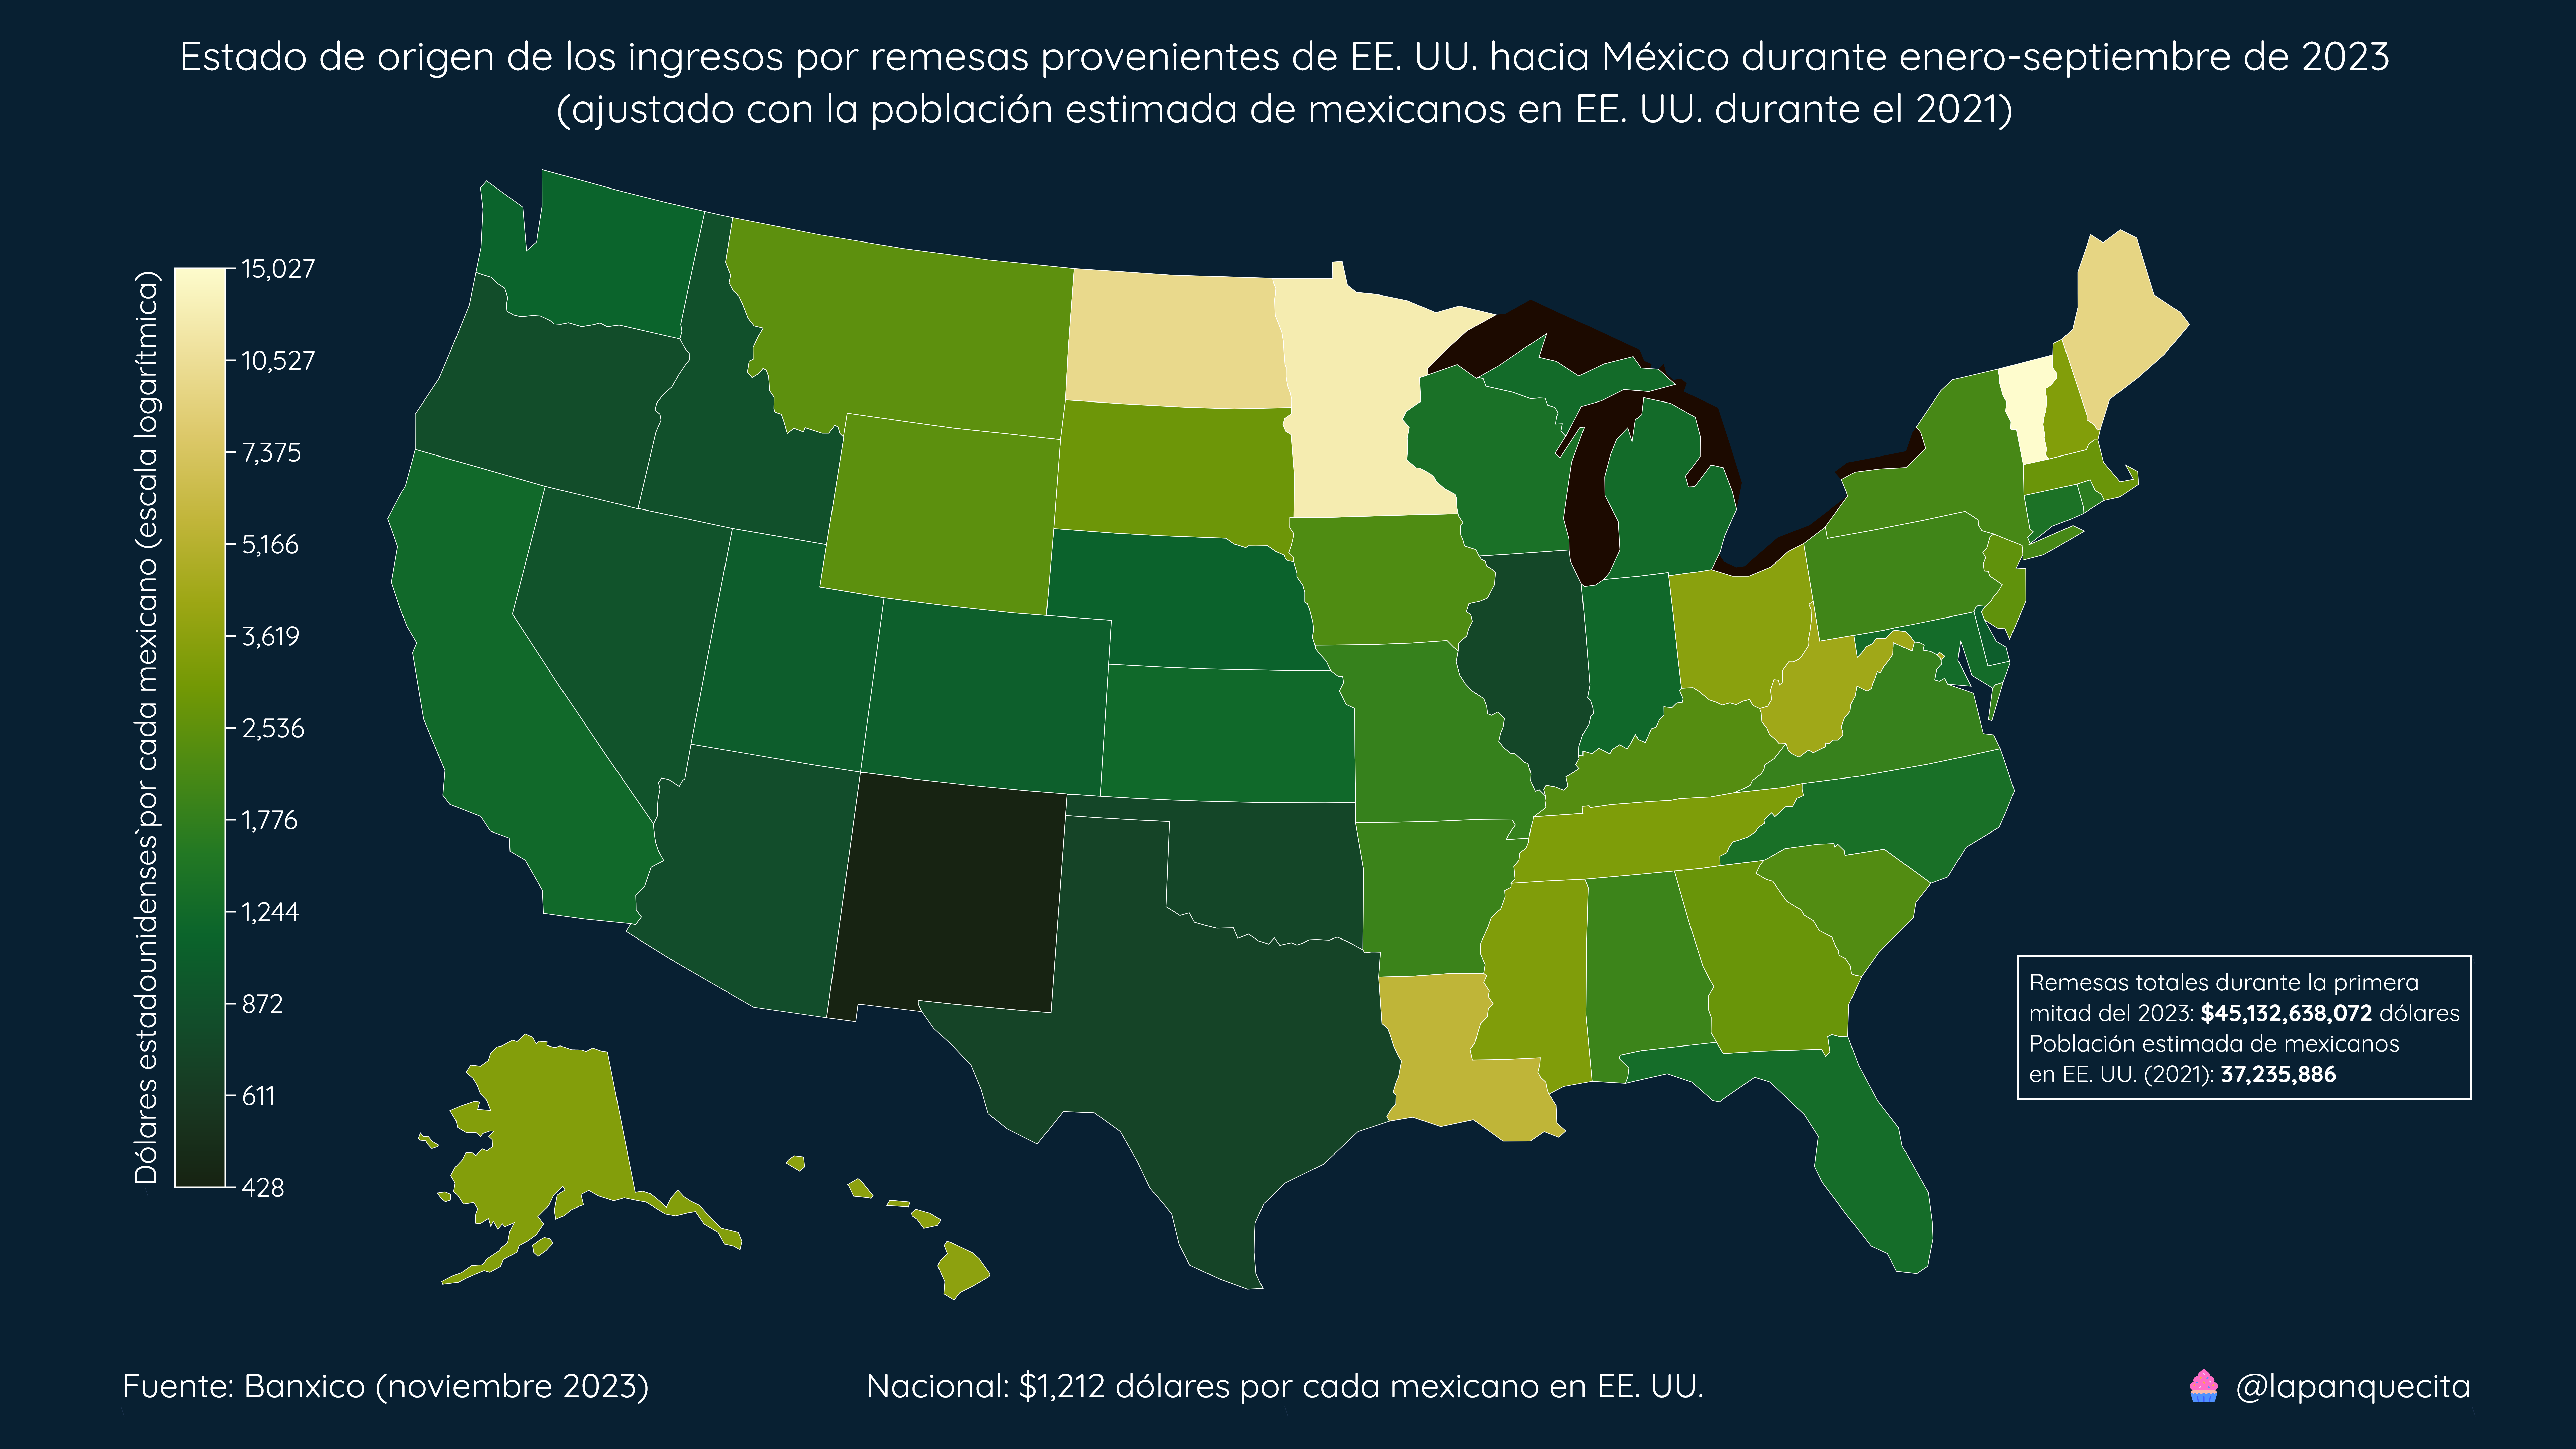 Estado de origen de los ingresos por remesas provenientes de EE. UU. hacia México durante enero-septiembre de 2023
(ajustado con la población estimada de mexicanos en EE. UU. durante el 2021)
Dólares estadounidenses`por cada mexicano (escala logarítmica)
15,027
10,527
7,375
5,166
3,619
2,536
1,776
1,244
872
611
428
Remesas totales durante la primera
mitad del 2023: $45,132,638,072 dólares
Población estimada de mexicanos
en EE. UU. (2021): 37,235,886
Fuente: Banxico (noviembre 2023)
Nacional: $1,212 dólares por cada mexicano en EE. UU.
@lapanquecita